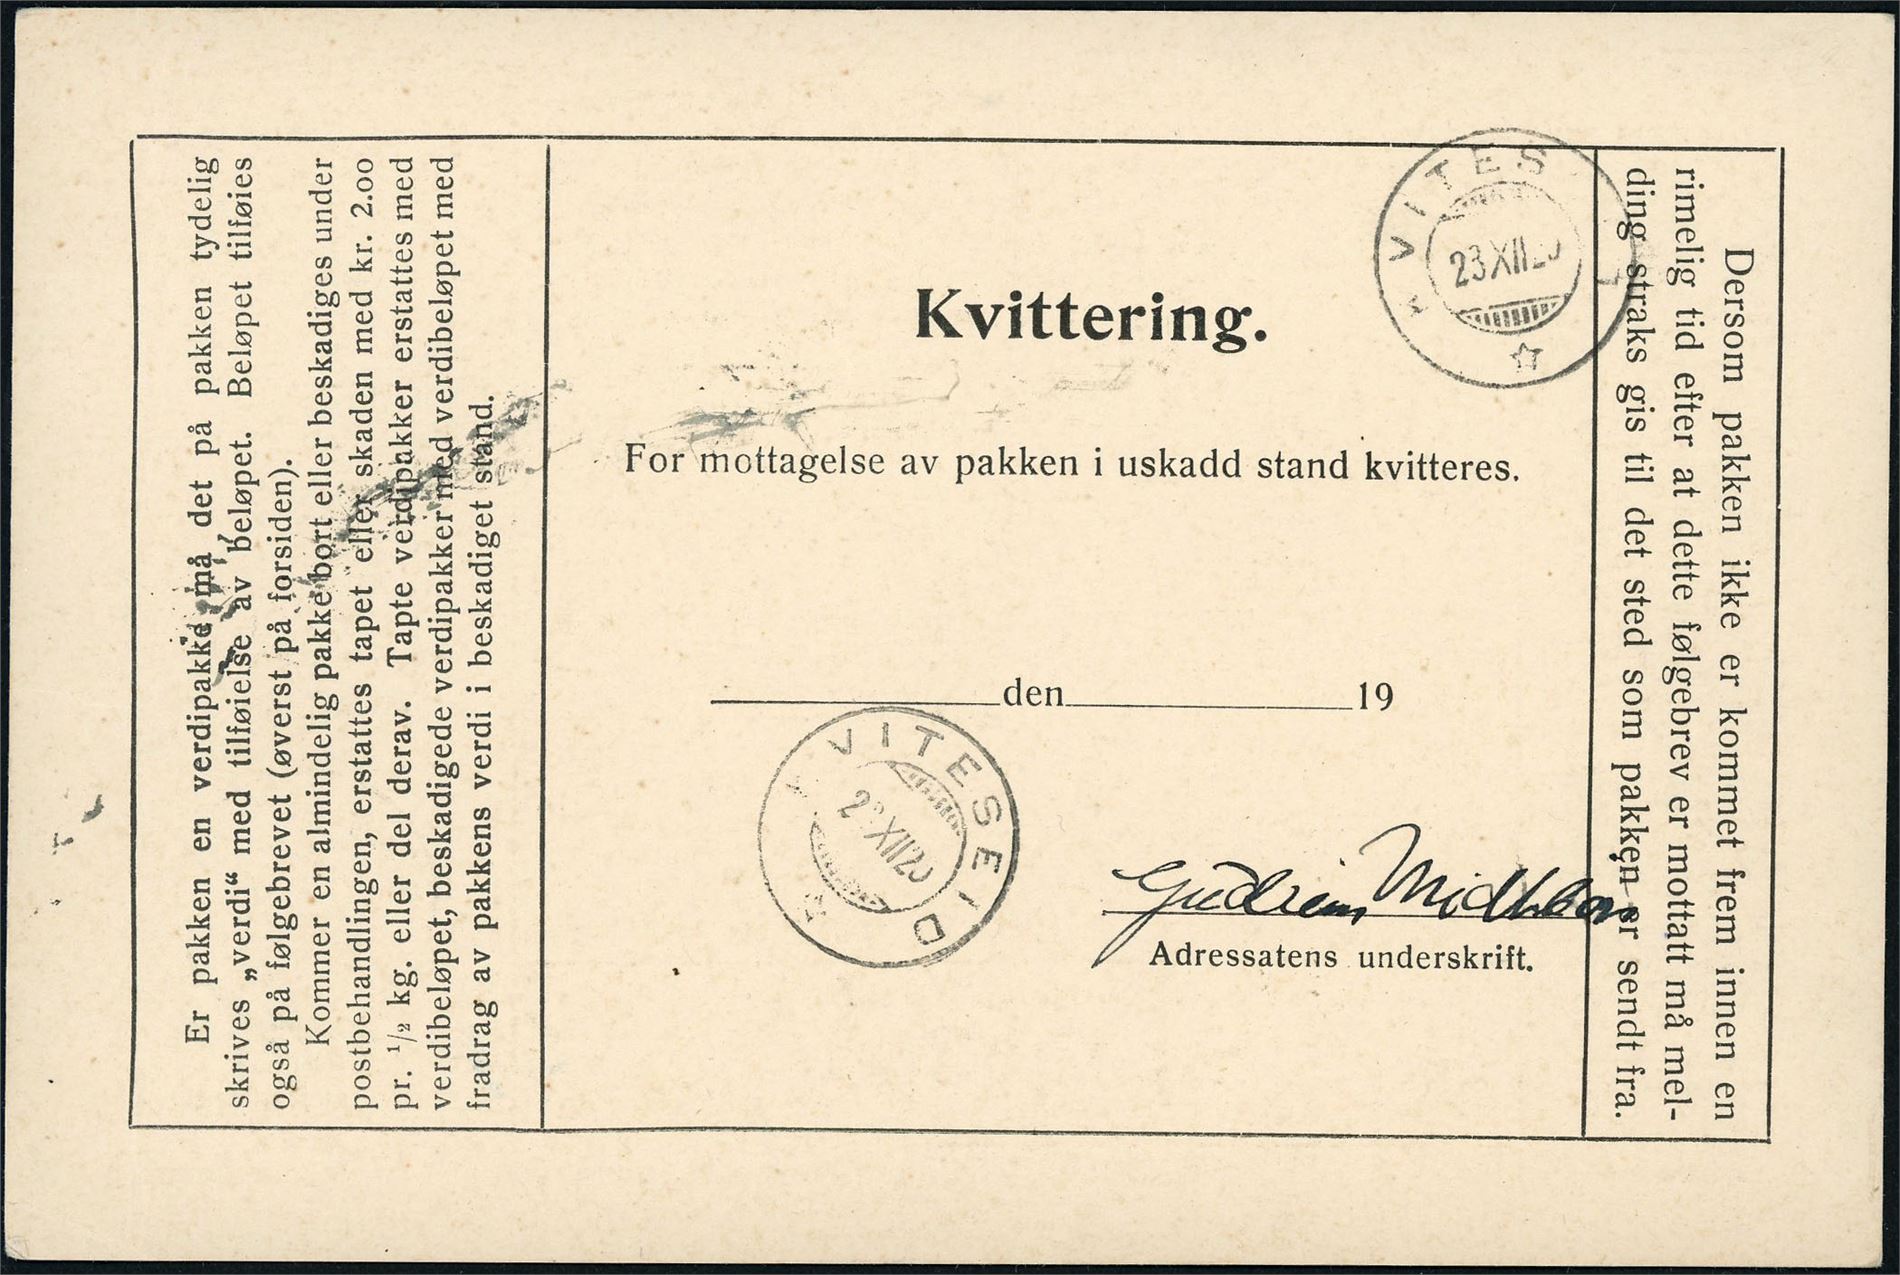 Er pakken en verdipakke må det på pakken tydelig
skrives „verdi“ med tilføielse av beløpet. Beløpet tilføies
også på følgebrevet (øverst på forsiden).
Kommer en almindelig pakke bort eller beskadiges under
postbehandlingen, erstattes tapet eller skaden med kr. 2.00
pr. 1/2 kg. eller del derav. Tapte verdipakker erstattes med
verdibeløpet, beskadigede verdipakker med verdibeløpet med
fradrag av pakkens verdi i beskadiget stand.
Kvittering.
For mottagelse av pakken i uskadd stand kvitteres.
den 19
Adressatens underskrift.
VITES
23 XII
KVITESEID
XII
Dersom pakken ikke er kommet frem innen en
rimelig tid efter at dette følgebrev er mottatt må mel-
ding straks gis til det sted som pakken er sendt fra.